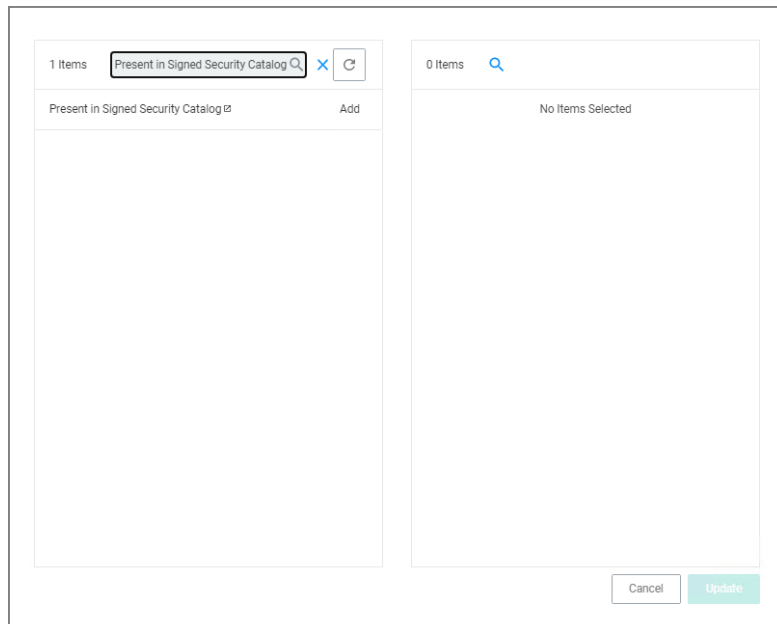 1 Items
Present in Signed Security Catalog
0 Items
Present in Signed Security Catalog
Add
No Items Selected
Cancel
Update